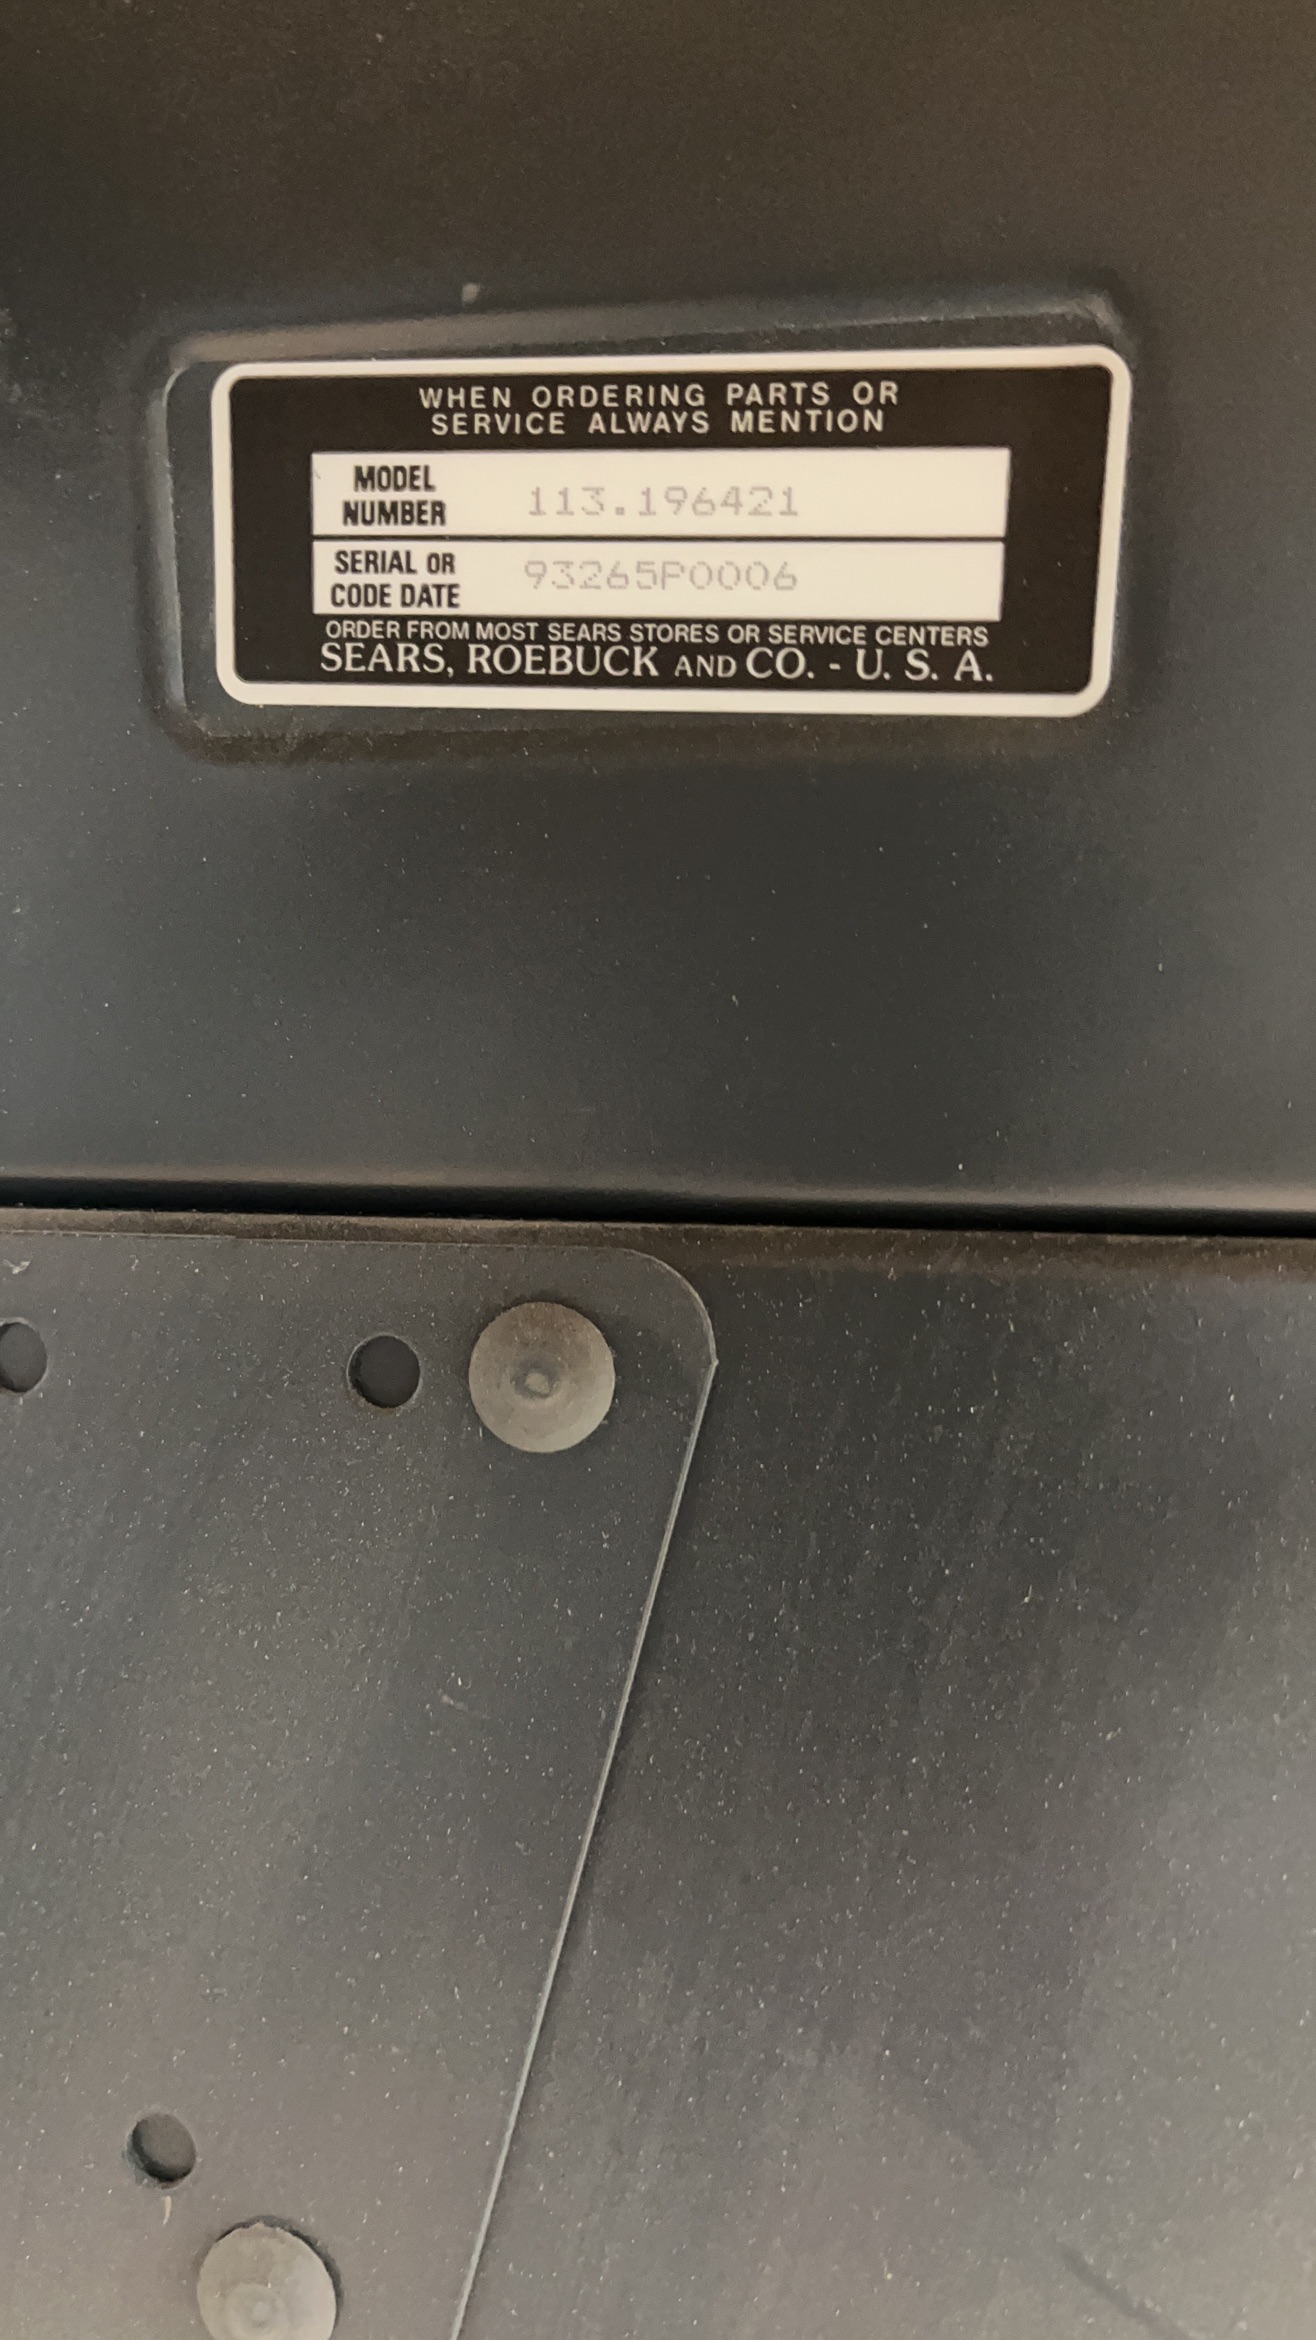 WHEN ORDERING PARTS OR
SERVICE ALWAYS MENTION
MODEL
NUMBER 113.196421
SERIAL OR
CODE DATE 93265P0006
ORDER FROM MOST SEARS STORES OR SERVICE CENTERS
SEARS, ROEBUCK AND CO. - U. S. A.